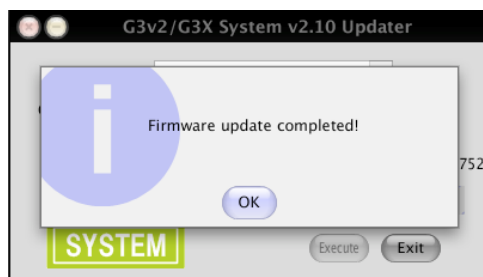 G3v2/G3X System v2.10 Updater
Firmware update completed!
752
OK
SYSTEM
Execute
Exit